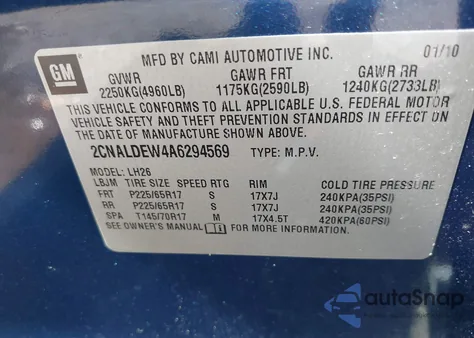 GM
MFD BY CAMI AUTOMOTIVE INC. 01/10
GVWR GAWR FRT GAWR RR
2250KG(4960LB) 1175KG(2590LB) 1240KG(2733LB)
THIS VEHICLE CONFORMS TO ALL APPLICABLE U.S. FEDERAL MOTOR
VEHICLE SAFETY AND THEFT PREVENTION STANDARDS IN EFFECT ON
THE DATE OF MANUFACTURE SHOWN ABOVE.
2CNALDEW4A6294569 TYPE: M.P.V.
MODEL: LH26
LBJM TIRE SIZE SPEED RTG RIM COLD TIRE PRESSURE
FRT P225/65R17 S 17X7J 240KPA(35PSI)
RR P225/65R17 S 17X7J 240KPA(35PSI)
SPA T145/70R17 M 17X4.5T 420KPA(60PSI)
SEE OWNER'S MANUAL
autoSnap